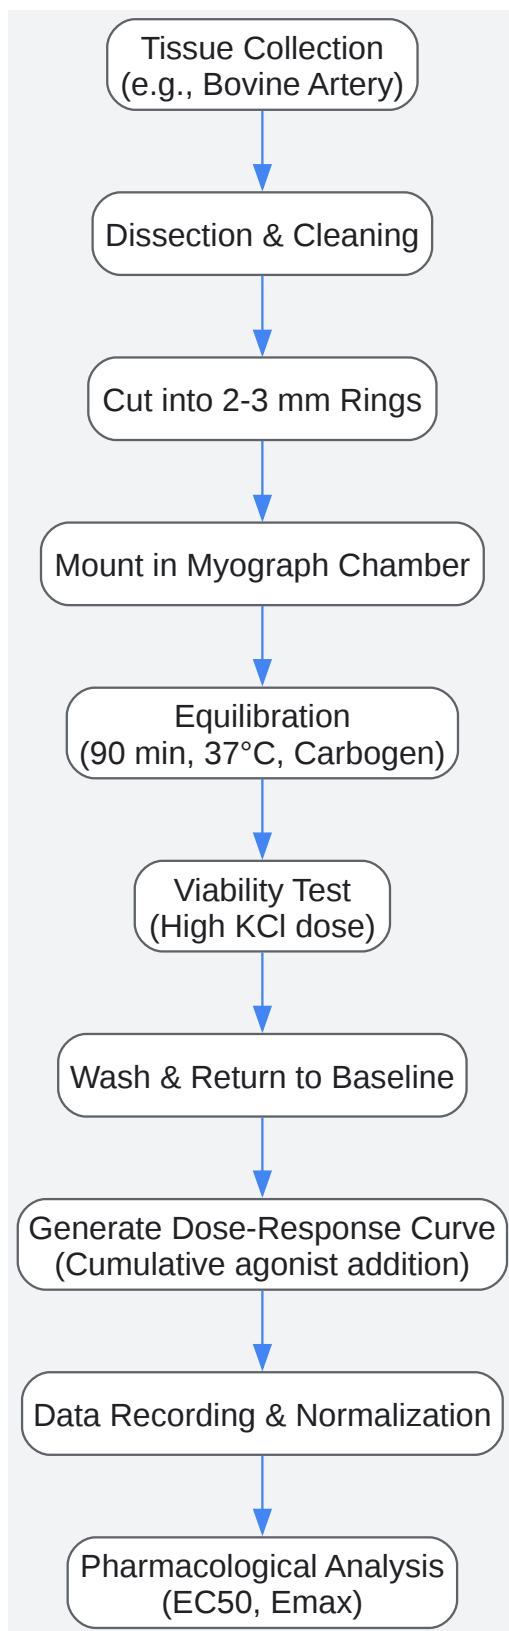 Tissue Collection
(e.g., Bovine Artery)
Dissection & Cleaning
Cut into 2-3 mm Rings
Mount in Myograph Chamber
Equilibration
(90 min, 37°C, Carbogen)
Viability Test
(High KCl dose)
Wash & Return to Baseline
Generate Dose-Response Curve
(Cumulative agonist addition)
Data Recording & Normalization
Pharmacological Analysis
(EC50, Emax)